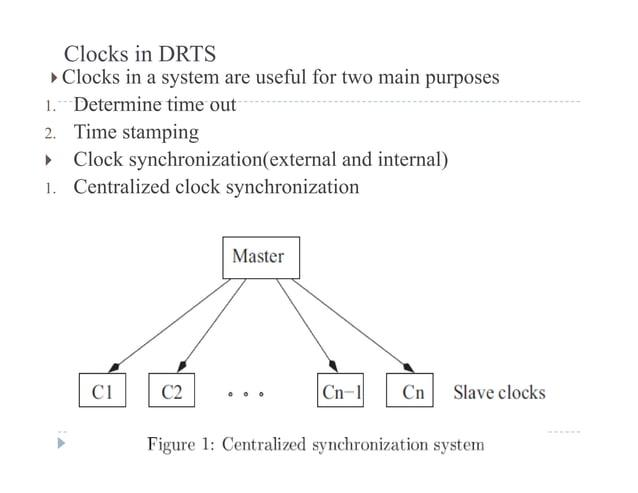 Clocks in DRTS
Clocks in a system are useful for two main purposes
1. Determine time out
2. Time stamping
Clock synchronization(external and internal)
1. Centralized clock synchronization
Master
C1 C2 Cn-1 Cn Slave clocks
Figure 1: Centralized synchronization system